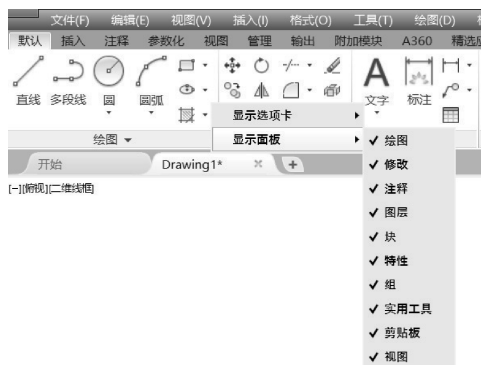 文件(F) 编辑(E) 视图(V) 插入(I) 格式(O) 工具(T) 绘图(D)
默认 插入 注释 参数化 视图 管理 输出 附加模块 A360 精选应
直线 多段线 圆 圆弧 文字 标注
显示选项卡
绘图 显示面板
绘图
开始 Drawing1*
修改
[-][俯视][二维线框]
注释
图层
块
特性
组
实用工具
剪贴板
视图